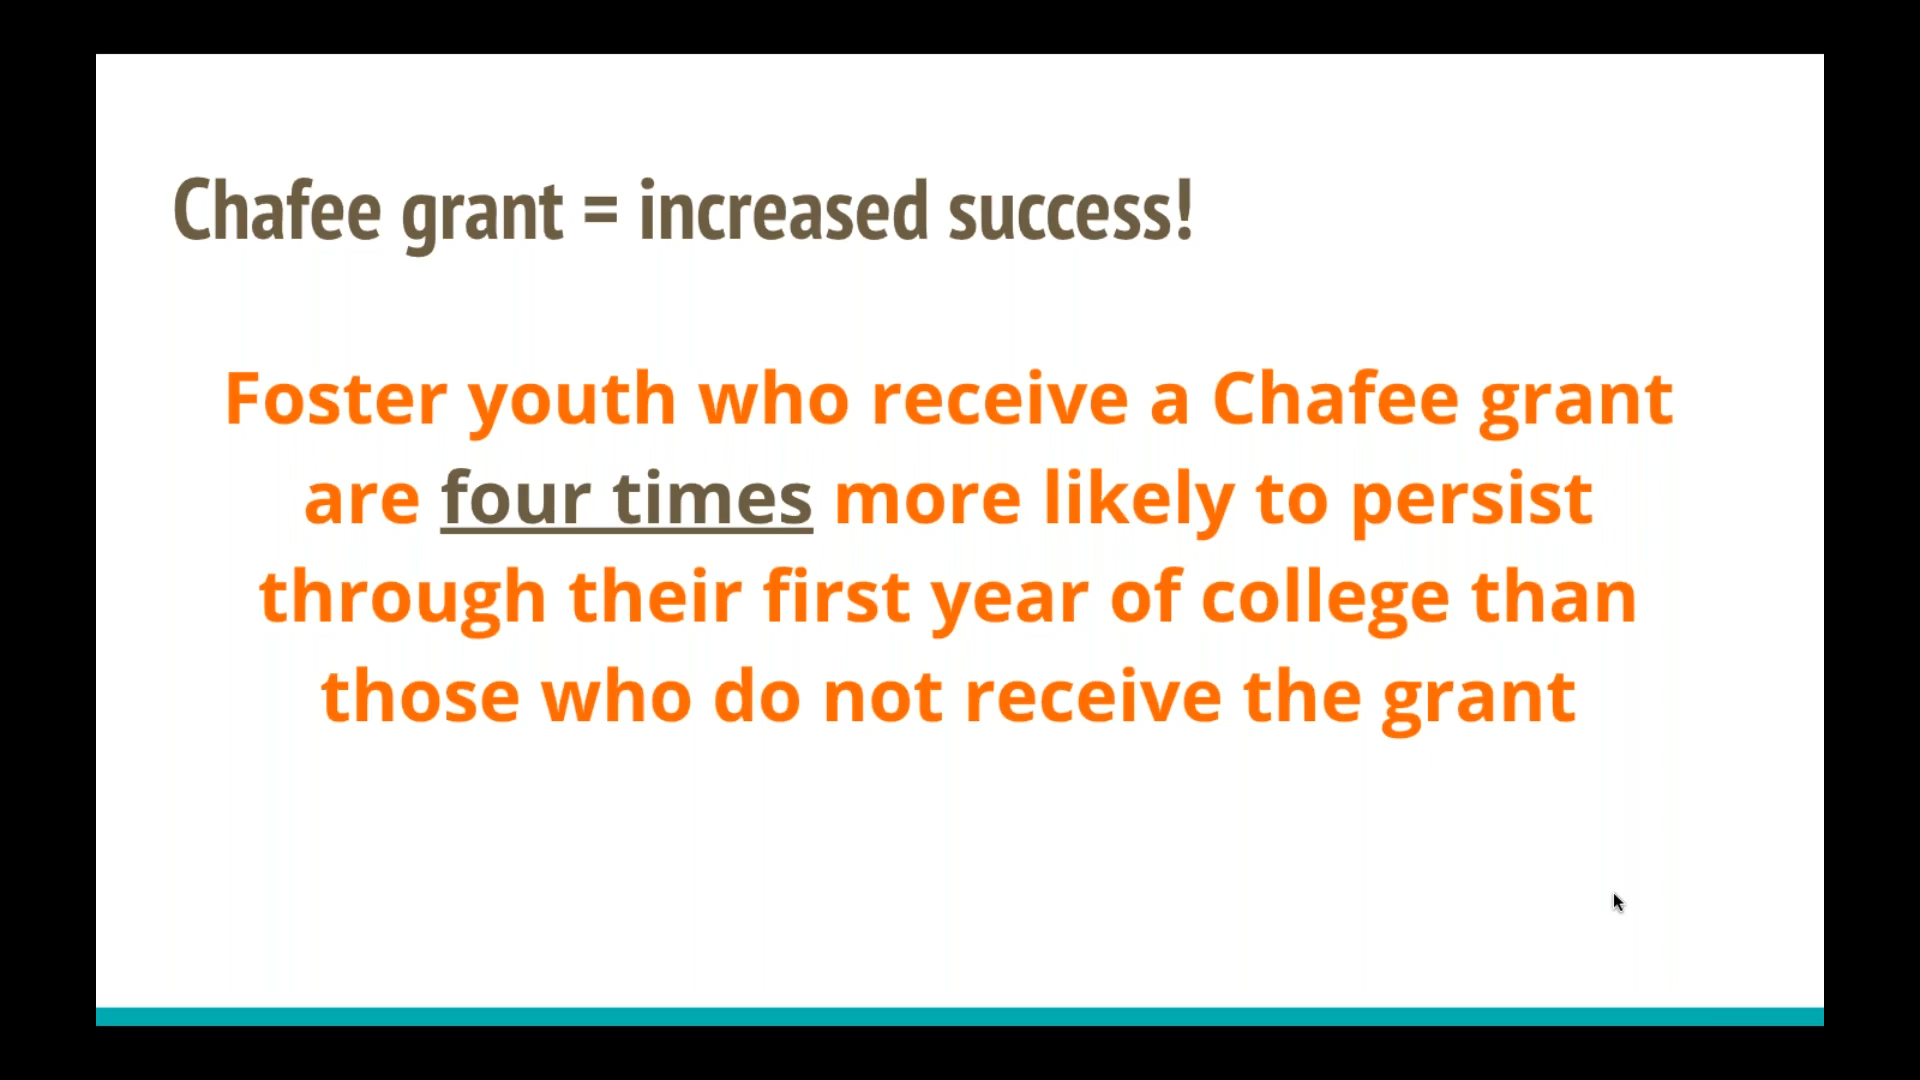 Chafee grant = increased success!
Foster youth who receive a Chafee grant
are four times more likely to persist
through their first year of college than
those who do not receive the grant